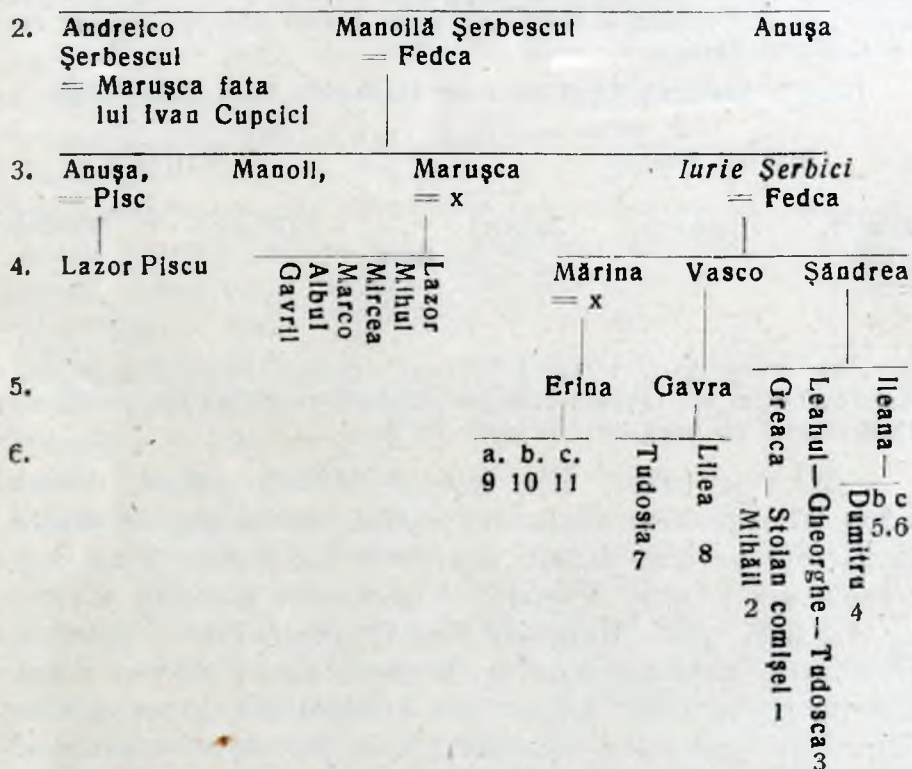 2. Andreico Manoilă Şerbescul Anuşa
Şerbescul = Fedca
= Maruşca fata
lui Ivan Cupcici
3. Anuşa, Manoil, Maruşca Iurie Şerbici
= Pisc = x = Fedca
4. Lazor Piscu Gavril Albul Marco Mircea Mihul Lazor Mărina Vasco Şăndrea
= x
5. Erina Gavra Greaca Leahul—Gheorghe—Tudosca 3 Ileana—
6. a. b. c. Tudosia 7 Lilea 8 Mihăil 2 Stoian comişel — 1 Dumitru 4 b c
9 10 11 5.6